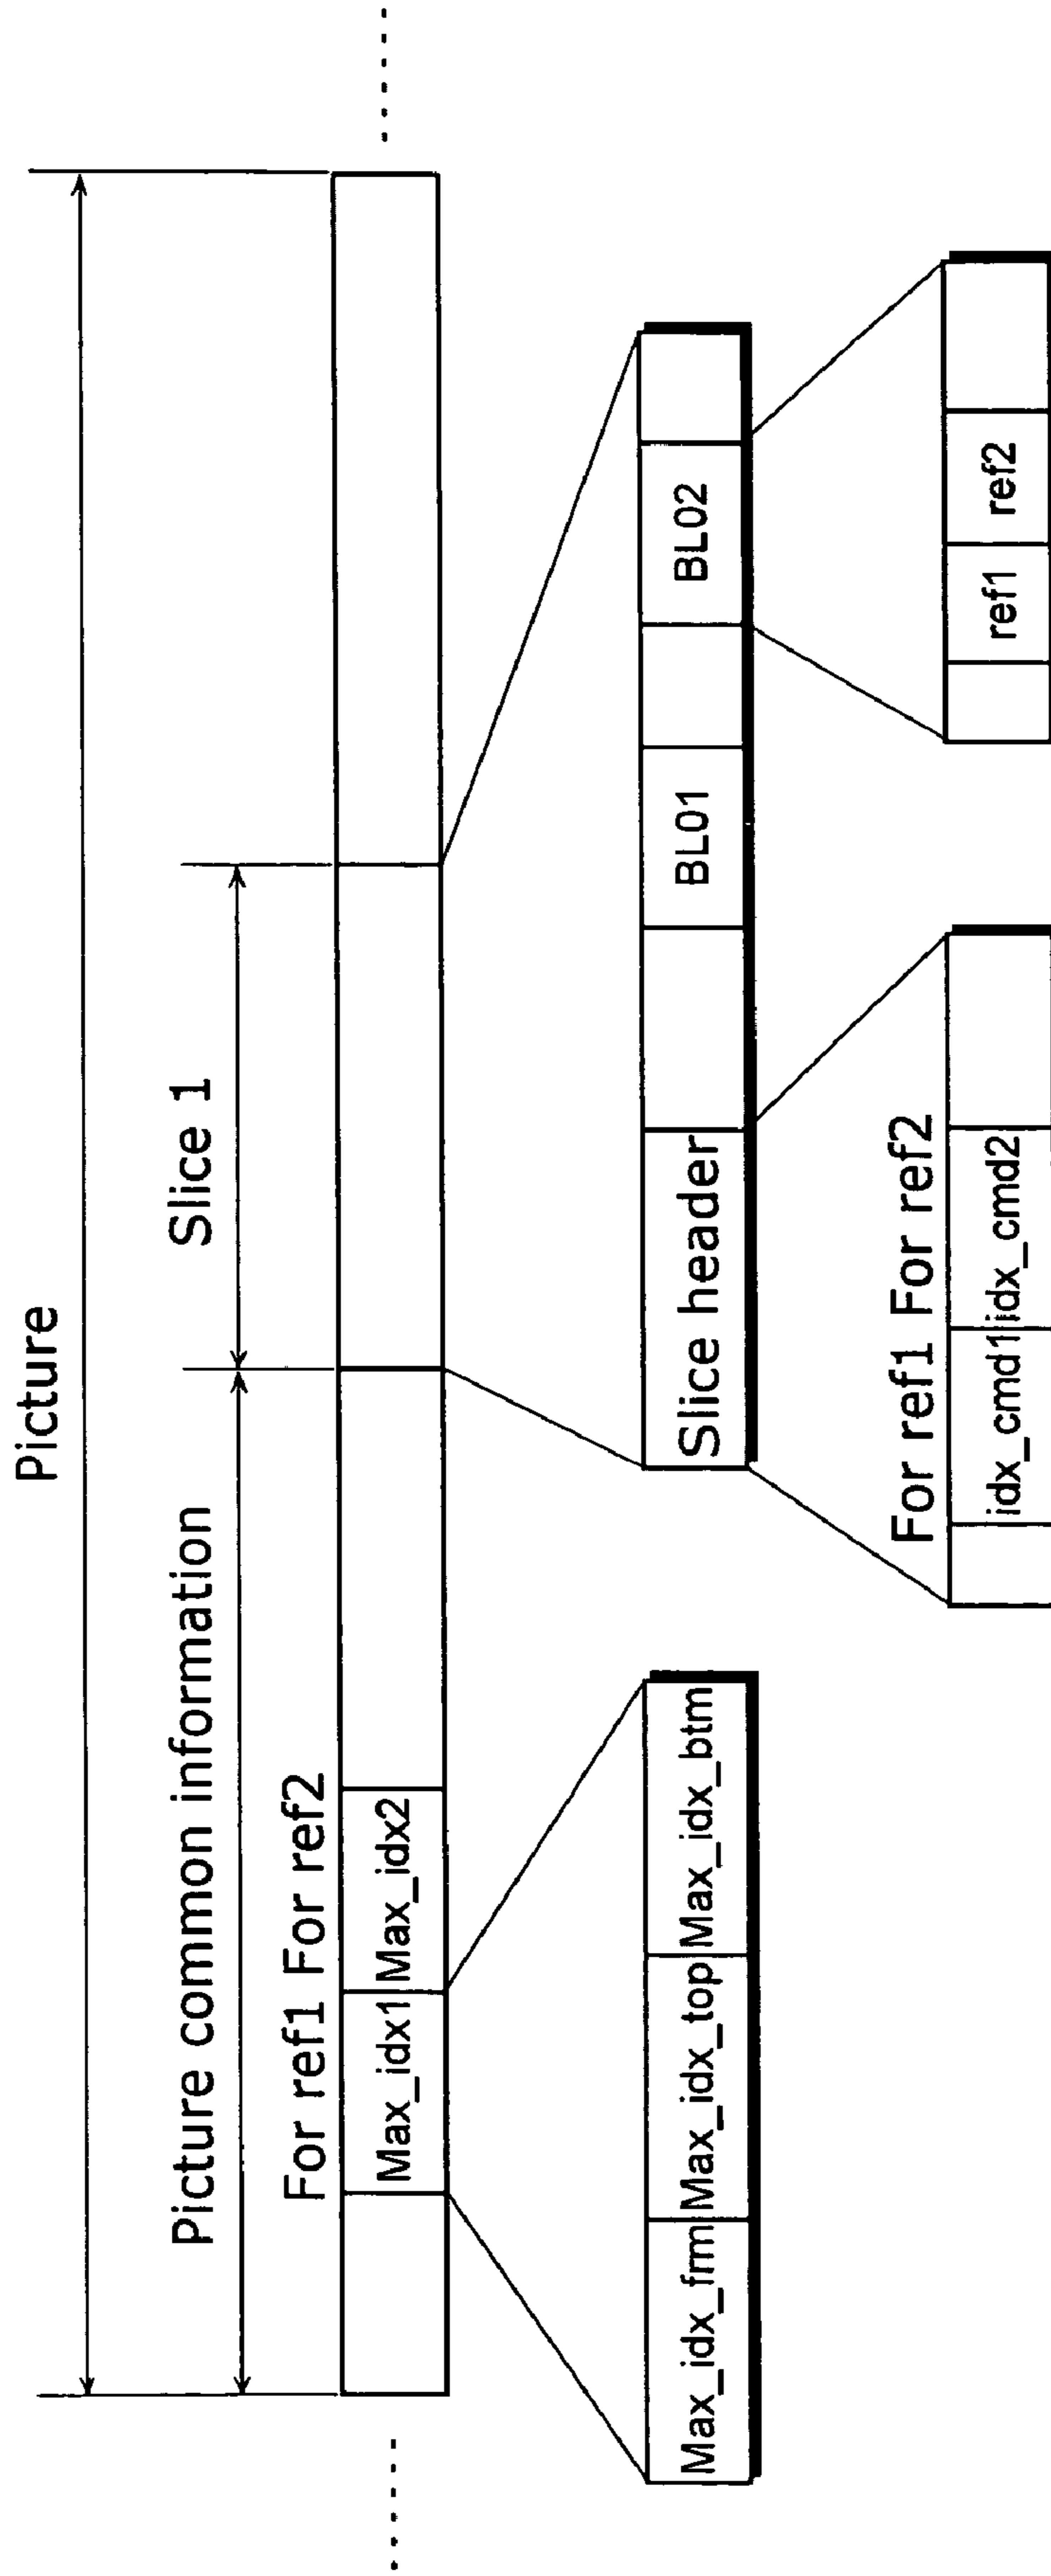 Picture
Picture common information
Slice 1
For ref1 For ref2
Max_idx1 Max_idx2
Max_idx_frm Max_idx_top Max_idx_btm
Slice header BL01 BL02
For ref1 For ref2
idx_cmd1 idx_cmd2
ref1 ref2